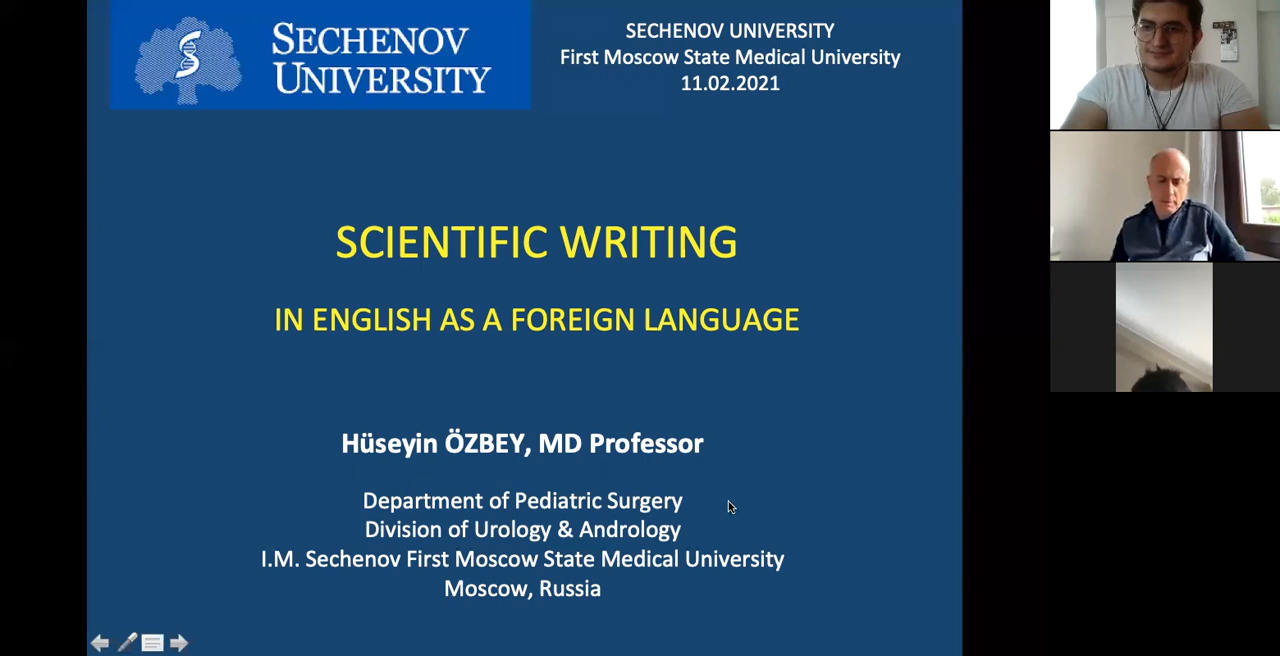 SECHENOV
UNIVERSITY
SECHENOV UNIVERSITY
First Moscow State Medical University
11.02.2021
SCIENTIFIC WRITING
IN ENGLISH AS A FOREIGN LANGUAGE
Hüseyin ÖZBEY, MD Professor
Department of Pediatric Surgery
Division of Urology & Andrology
I.M. Sechenov First Moscow State Medical University
Moscow, Russia